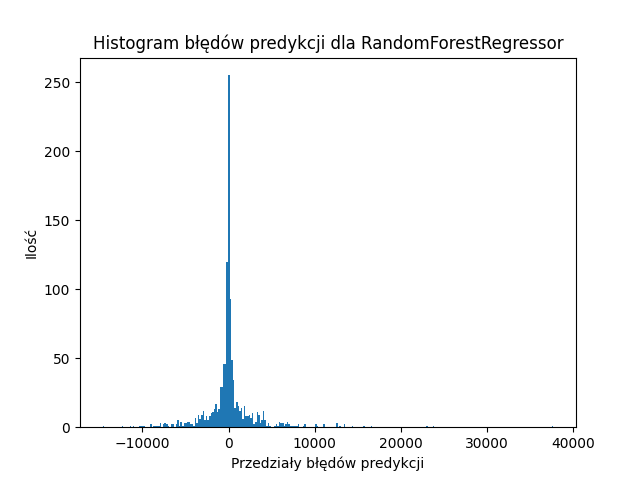 Histogram błędów predykcji dla RandomForestRegressor
250
200
150
100
50
0
Ilość
−10000 0 10000 20000 30000 40000
Przedziały błędów predykcji